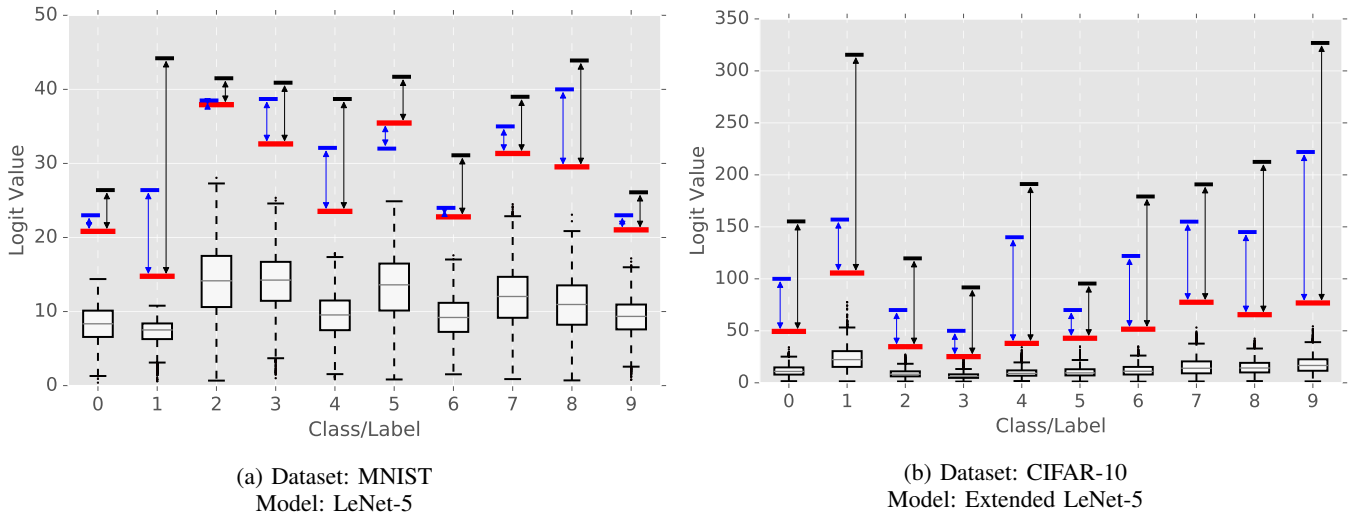 50
40
30
20
10
0
Logit Value
0 1 2 3 4 5 6 7 8 9
Class/Label
(a) Dataset: MNIST
Model: LeNet-5
350
300
250
200
150
100
50
0
Logit Value
0 1 2 3 4 5 6 7 8 9
Class/Label
(b) Dataset: CIFAR-10
Model: Extended LeNet-5